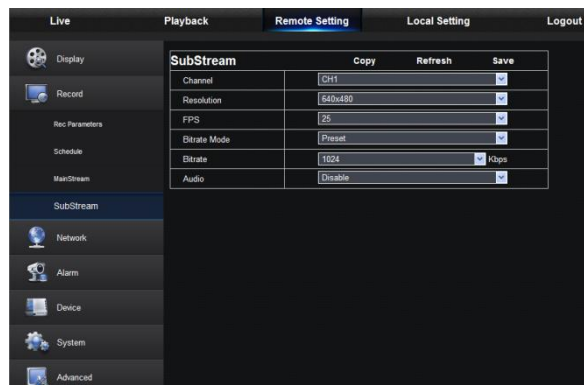 Live Playback Remote Setting Local Setting Logout
Display
Record
Rec Parameters
Schedule
MainStream
SubStream
Network
Alarm
Device
System
Advanced
SubStream Copy Refresh Save
Channel CH1
Resolution 640x480
FPS 25
Bitrate Mode Preset
Bitrate 1024 Kbps
Audio Disable